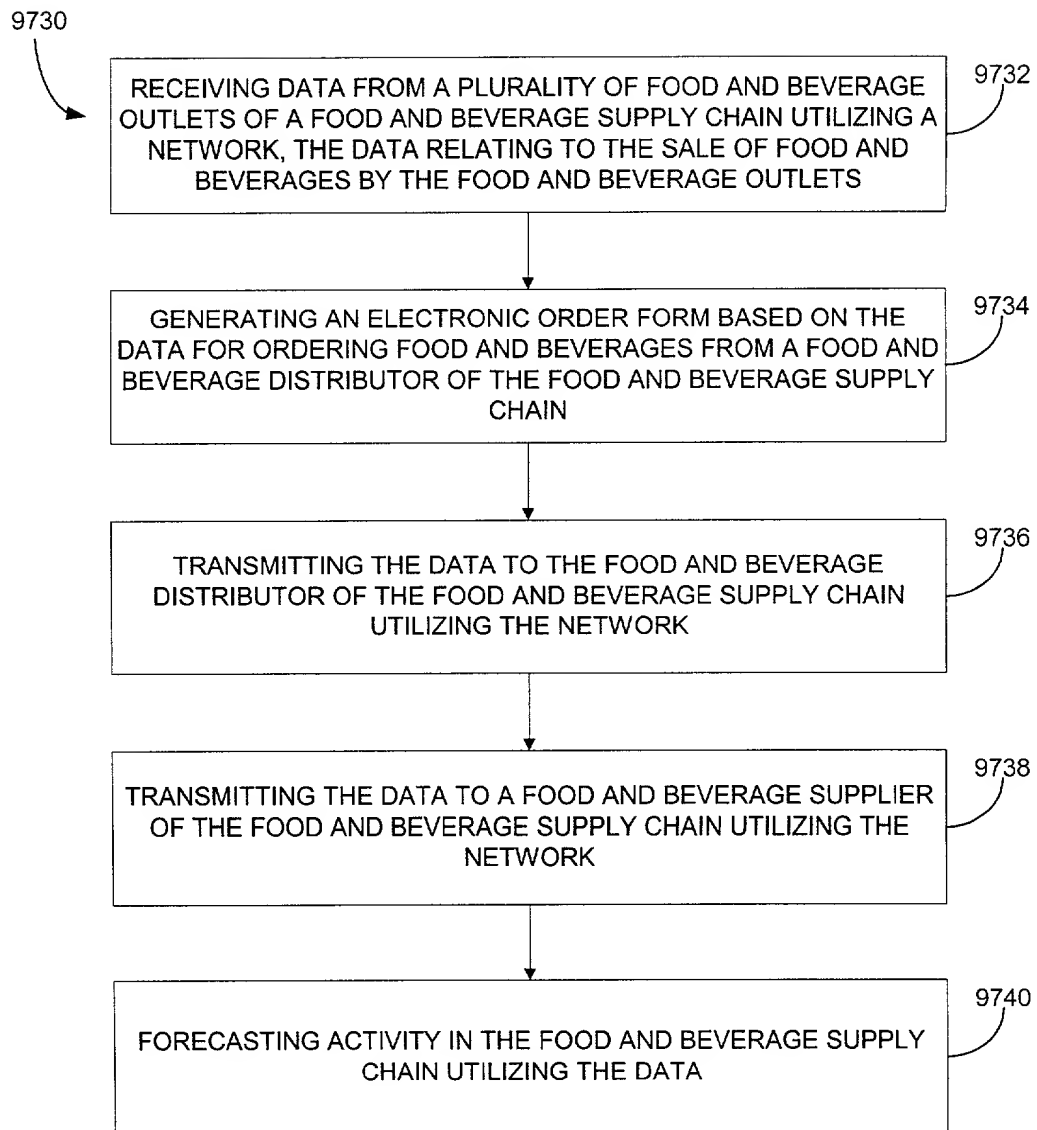 9730
9732
RECEIVING DATA FROM A PLURALITY OF FOOD AND BEVERAGE
OUTLETS OF A FOOD AND BEVERAGE SUPPLY CHAIN UTILIZING A
NETWORK, THE DATA RELATING TO THE SALE OF FOOD AND
BEVERAGES BY THE FOOD AND BEVERAGE OUTLETS
9734
GENERATING AN ELECTRONIC ORDER FORM BASED ON THE
DATA FOR ORDERING FOOD AND BEVERAGES FROM A FOOD AND
BEVERAGE DISTRIBUTOR OF THE FOOD AND BEVERAGE SUPPLY
CHAIN
9736
TRANSMITTING THE DATA TO THE FOOD AND BEVERAGE
DISTRIBUTOR OF THE FOOD AND BEVERAGE SUPPLY CHAIN
UTILIZING THE NETWORK
9738
TRANSMITTING THE DATA TO A FOOD AND BEVERAGE SUPPLIER
OF THE FOOD AND BEVERAGE SUPPLY CHAIN UTILIZING THE
NETWORK
9740
FORECASTING ACTIVITY IN THE FOOD AND BEVERAGE SUPPLY
CHAIN UTILIZING THE DATA